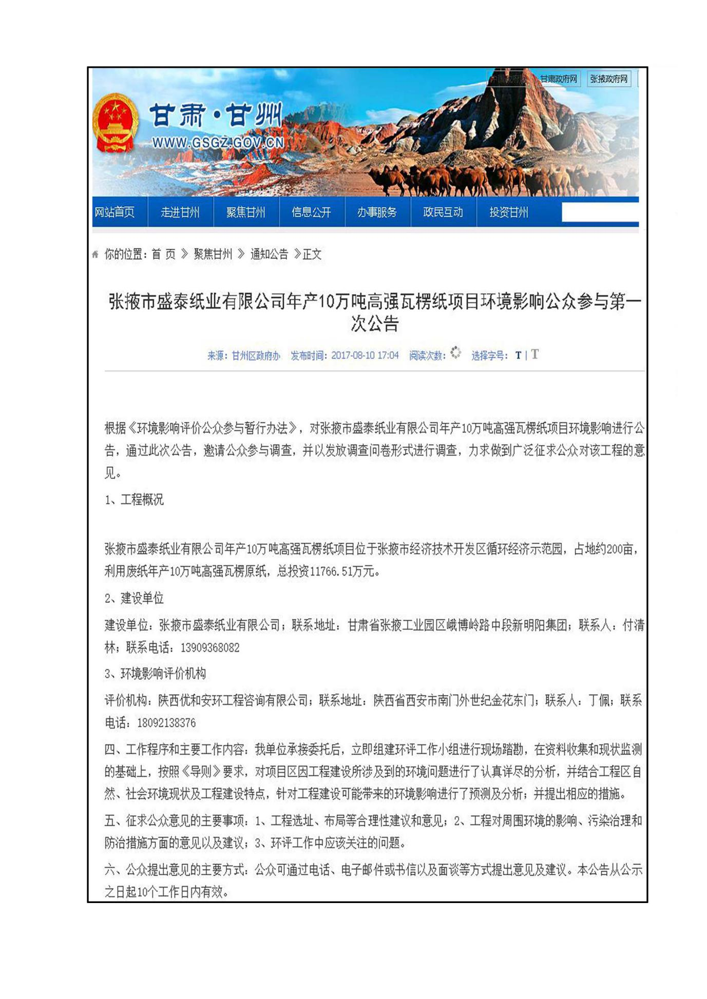 中国政府网 甘肃政府网 张掖政府网
甘肃·甘州
WWW.GSGZ.GOV.CN
网站首页 走进甘州 聚焦甘州 信息公开 办事服务 政民互动 投资甘州
你的位置：首 页 》 聚焦甘州 》 通知公告 》正文
张掖市盛泰纸业有限公司年产10万吨高强瓦楞纸项目环境影响公众参与第一
次公告
来源：甘州区政府办 发布时间：2017-08-10 17:04 阅读次数： 选择字号： T | T
根据《环境影响评价公众参与暂行办法》，对张掖市盛泰纸业有限公司年产10万吨高强瓦楞纸项目环境影响进行公
告，通过此次公告，邀请公众参与调查，并以发放调查问卷形式进行调查，力求做到广泛征求公众对该工程的意
见。
1、工程概况
张掖市盛泰纸业有限公司年产10万吨高强瓦楞纸项目位于张掖市经济技术开发区循环经济示范园，占地约200亩，
利用废纸年产10万吨高强瓦楞原纸，总投资11766.51万元。
2、建设单位
建设单位：张掖市盛泰纸业有限公司；联系地址：甘肃省张掖工业园区峨博岭路中段新明阳集团；联系人：付清
林；联系电话：13909368082
3、环境影响评价机构
评价机构：陕西优和安环工程咨询有限公司；联系地址：陕西省西安市南门外世纪金花东门；联系人：丁佩；联系
电话：18092138376
四、工作程序和主要工作内容：我单位承接委托后，立即组建环评工作小组进行现场踏勘，在资料收集和现状监测
的基础上，按照《导则》要求，对项目区因工程建设所涉及到的环境问题进行了认真详尽的分析，并结合工程区自
然、社会环境现状及工程建设特点，针对工程建设可能带来的环境影响进行了预测及分析；并提出相应的措施。
五、征求公众意见的主要事项：1、工程选址、布局等合理性建议和意见；2、工程对周围环境的影响、污染治理和
防治措施方面的意见以及建议；3、环评工作中应该关注的问题。
六、公众提出意见的主要方式：公众可通过电话、电子邮件或书信以及面谈等方式提出意见及建议。本公告从公示
之日起10个工作日内有效。